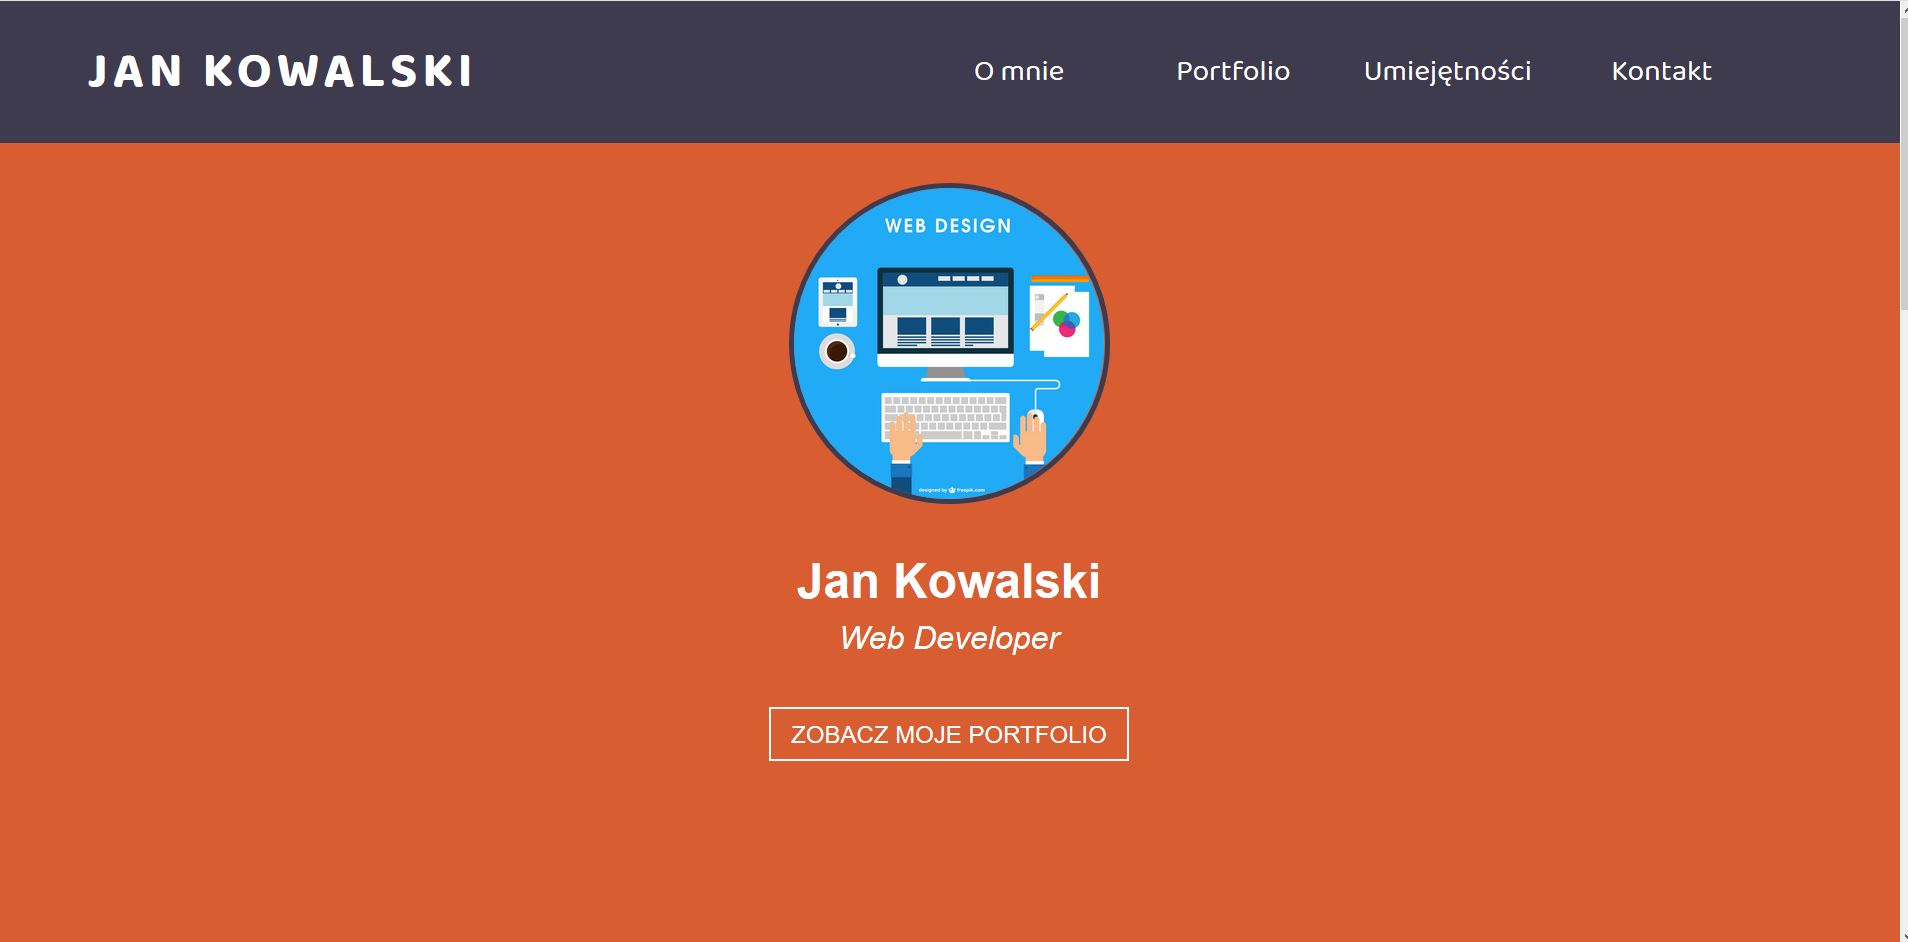 JAN KOWALSKI
O mnie
Portfolio
Umiejętności
Kontakt
WEB DESIGN
designed by freepik.com
Jan Kowalski
Web Developer
ZOBACZ MOJE PORTFOLIO